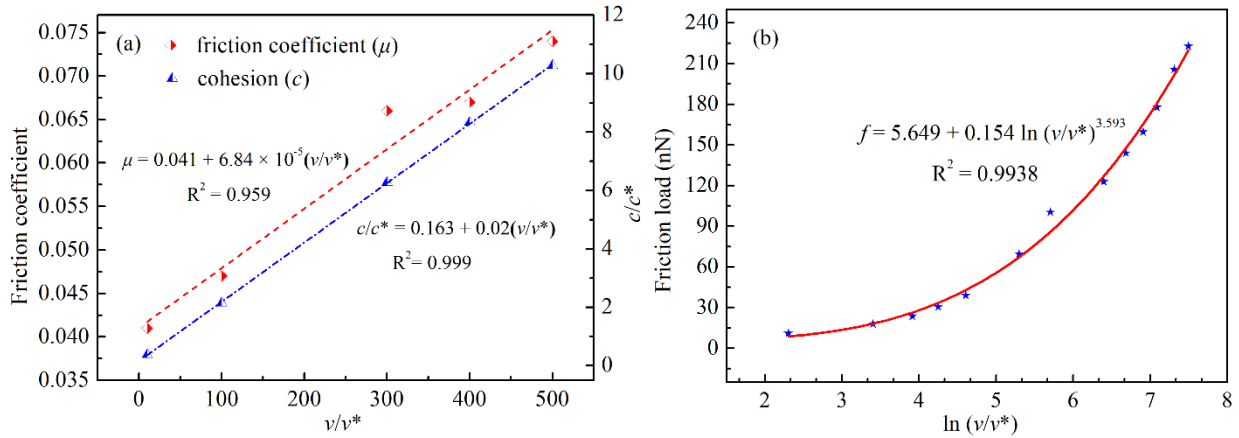 (a)
friction coefficient (μ)
cohesion (c)
μ = 0.041 + 6.84 × 10⁻⁵(v/v*)
R² = 0.959
c/c* = 0.163 + 0.02(v/v*)
R² = 0.999
Friction coefficient
0.075
0.070
0.065
0.060
0.055
0.050
0.045
0.040
0.035
0 100 200 300 400 500
v/v*
12
10
8
6
4
2
0
c/c*
(b)
f = 5.649 + 0.154 ln (v/v*)³·⁵⁹³
R² = 0.9938
Friction load (nN)
240
210
180
150
120
90
60
30
0
2 3 4 5 6 7 8
ln (v/v*)